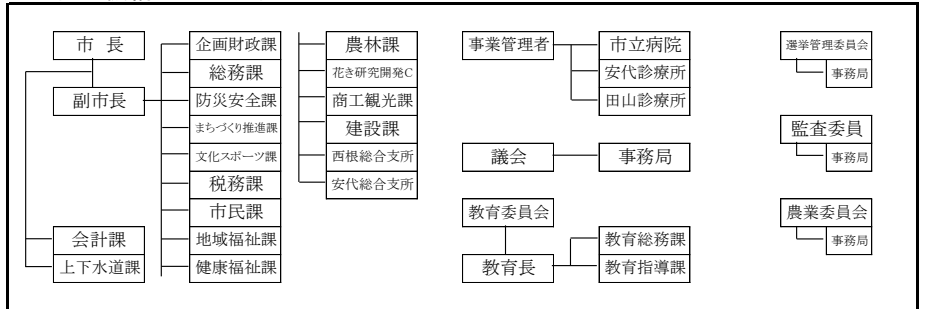 市 長
副市長
会計課
上下水道課
企画財政課
総務課
防災安全課
まちづくり推進課
文化スポーツ課
税務課
市民課
地域福祉課
健康福祉課
農林課
花き研究開発C
商工観光課
建設課
西根総合支所
安代総合支所
事業管理者
市立病院
安代診療所
田山診療所
議会
事務局
教育委員会
教育長
教育総務課
教育指導課
選挙管理委員会
事務局
監査委員
事務局
農業委員会
事務局